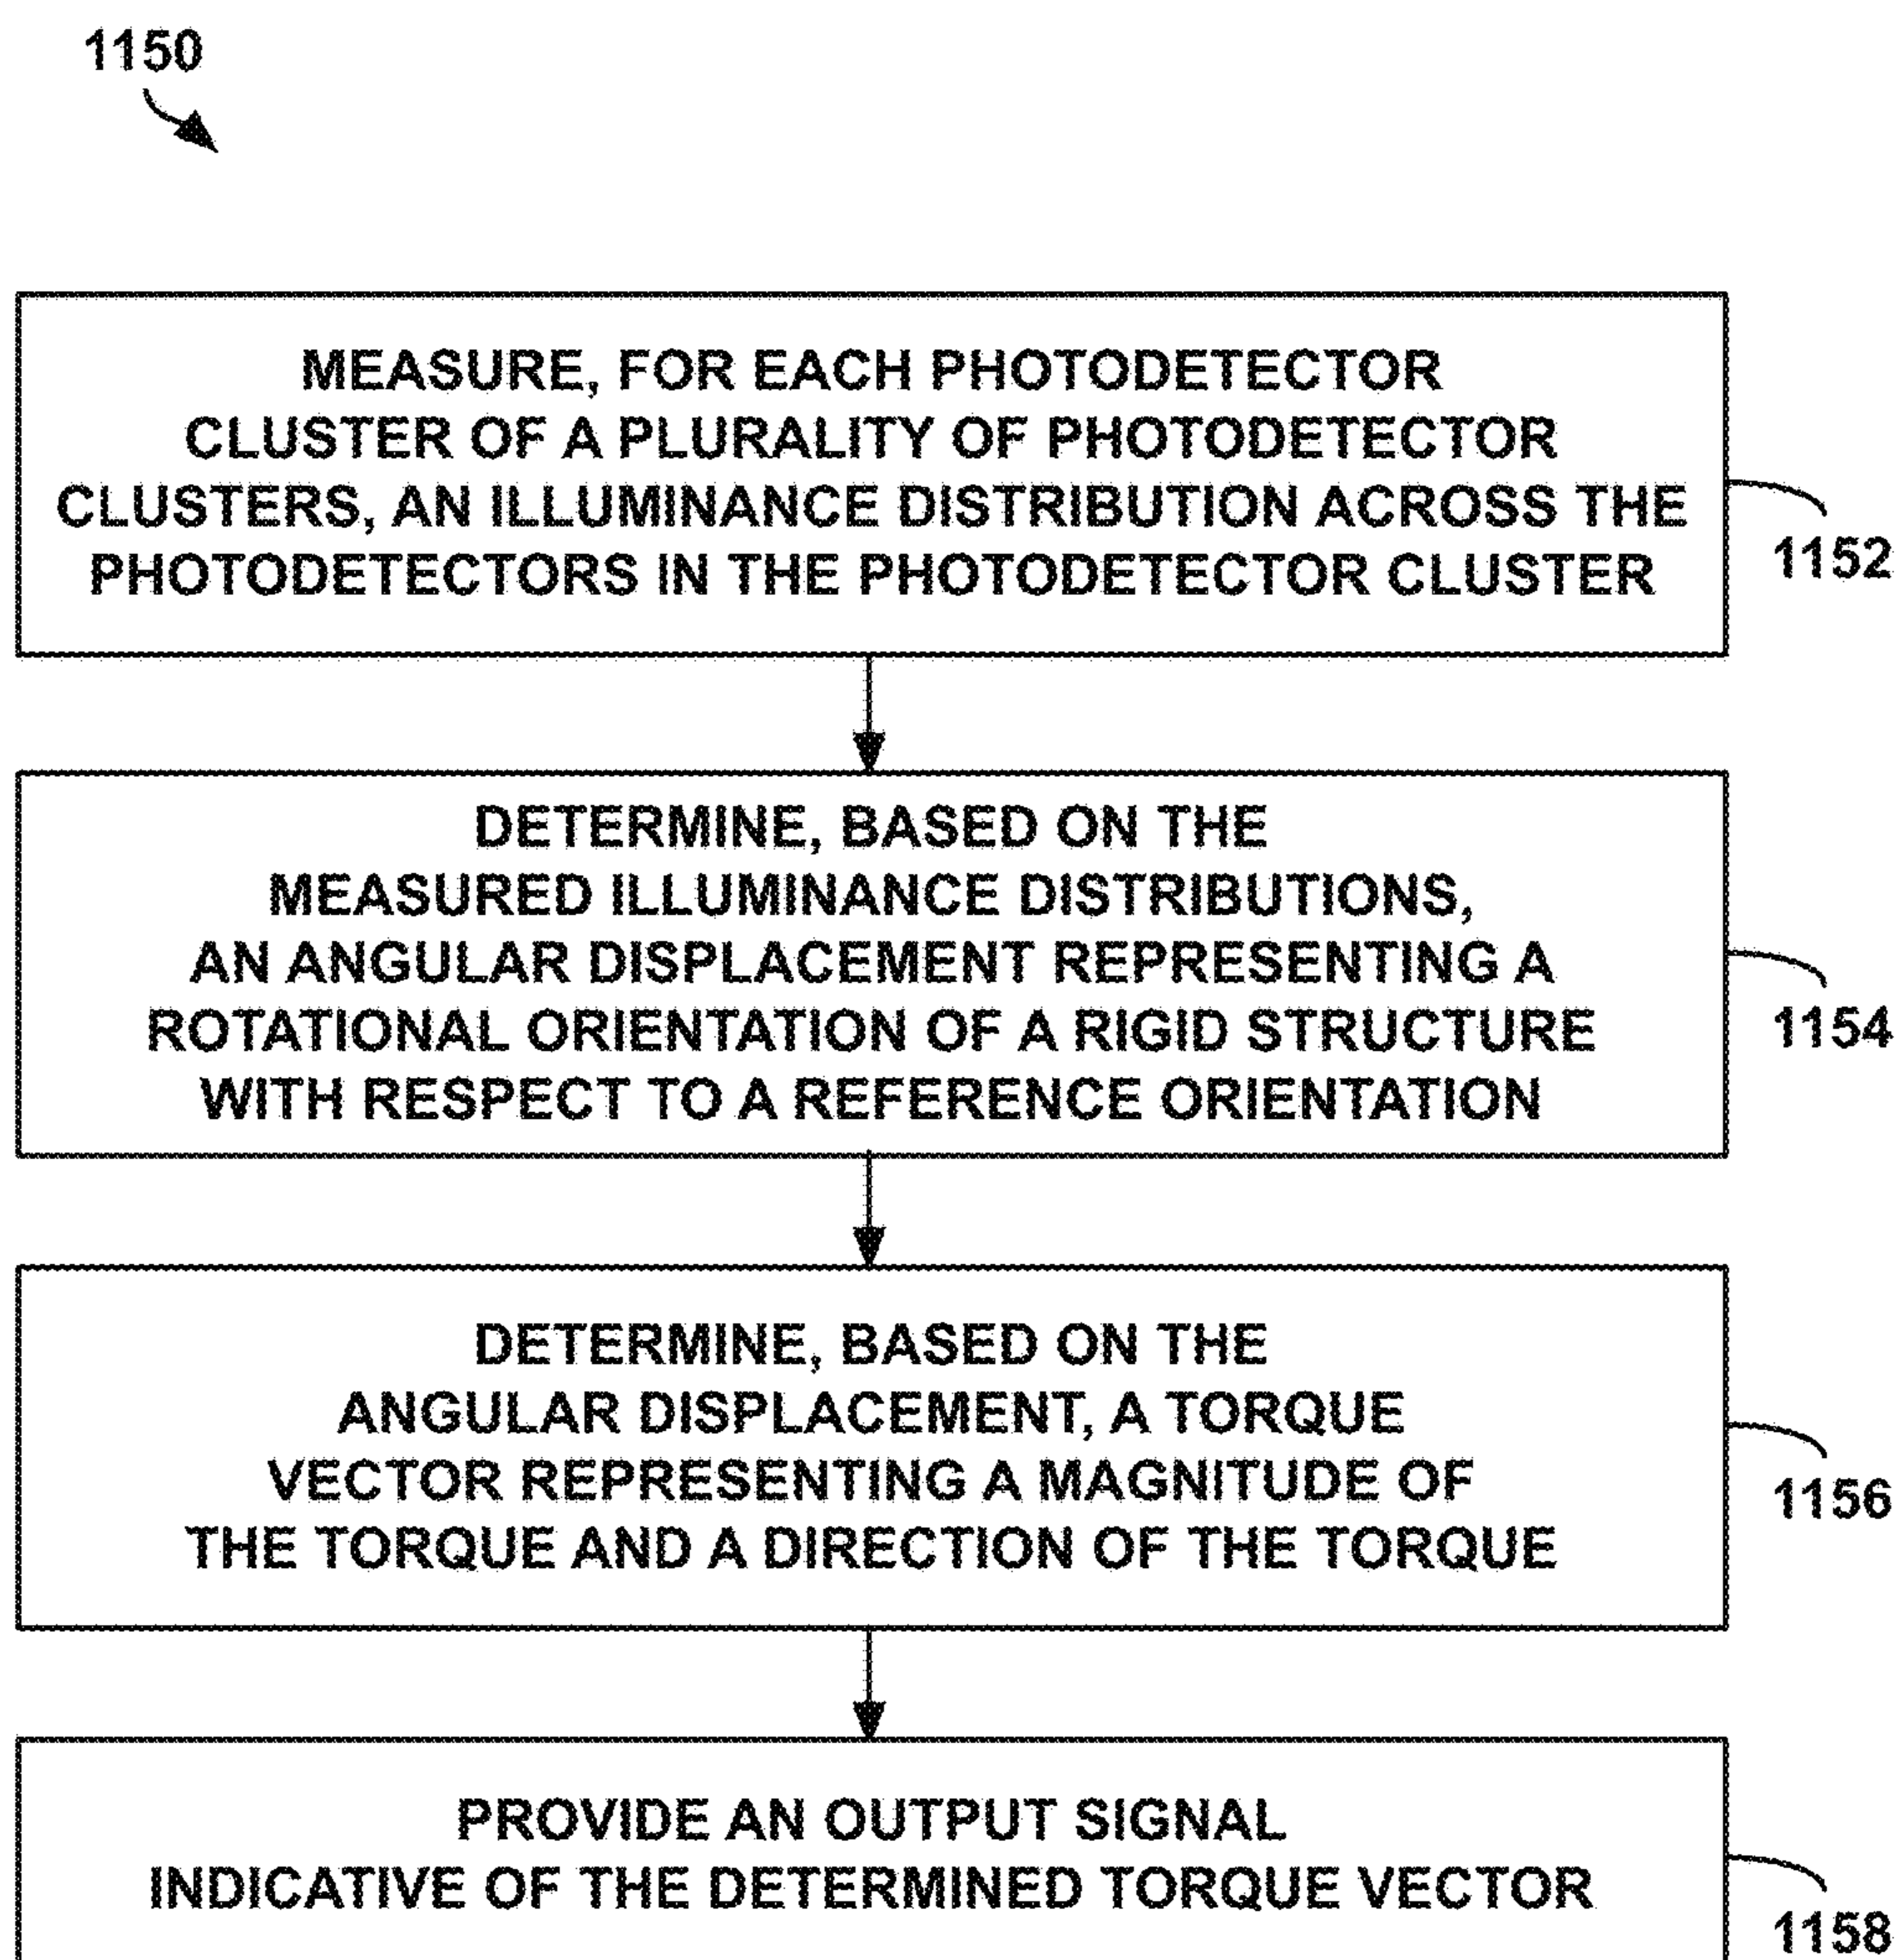 1150
MEASURE, FOR EACH PHOTODETECTOR
CLUSTER OF A PLURALITY OF PHOTODETECTOR
CLUSTERS, AN ILLUMINANCE DISTRIBUTION ACROSS THE
PHOTODETECTORS IN THE PHOTODETECTOR CLUSTER
1152
DETERMINE, BASED ON THE
MEASURED ILLUMINANCE DISTRIBUTIONS,
AN ANGULAR DISPLACEMENT REPRESENTING A
ROTATIONAL ORIENTATION OF A RIGID STRUCTURE
WITH RESPECT TO A REFERENCE ORIENTATION
1154
DETERMINE, BASED ON THE
ANGULAR DISPLACEMENT, A TORQUE
VECTOR REPRESENTING A MAGNITUDE OF
THE TORQUE AND A DIRECTION OF THE TORQUE
1156
PROVIDE AN OUTPUT SIGNAL
INDICATIVE OF THE DETERMINED TORQUE VECTOR
1158